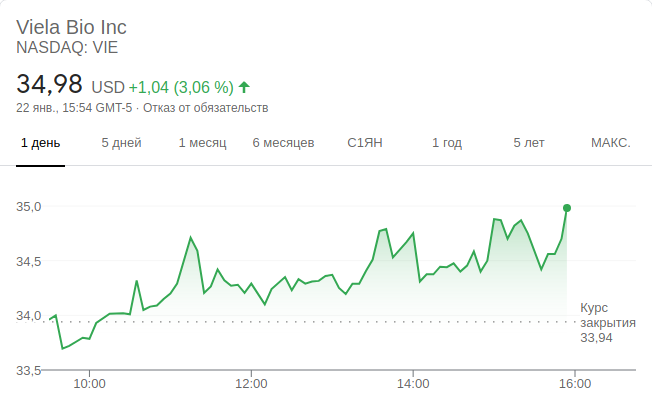 Viela Bio Inc
NASDAQ: VIE
34,98 USD +1,04 (3,06 %)
22 янв., 15:54 GMT-5 · Отказ от обязательств
1 день 5 дней 1 месяц 6 месяцев С1ЯН 1 год 5 лет МАКС.
35,0
34,5
34,0
33,5
Курс
закрытия
33,94
10:00 12:00 14:00 16:00